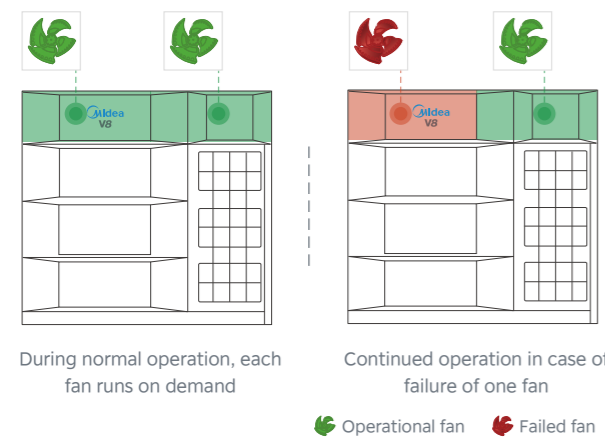 Midea
V8
Midea
V8
During normal operation, each
fan runs on demand
Continued operation in case of
failure of one fan
Operational fan
Failed fan